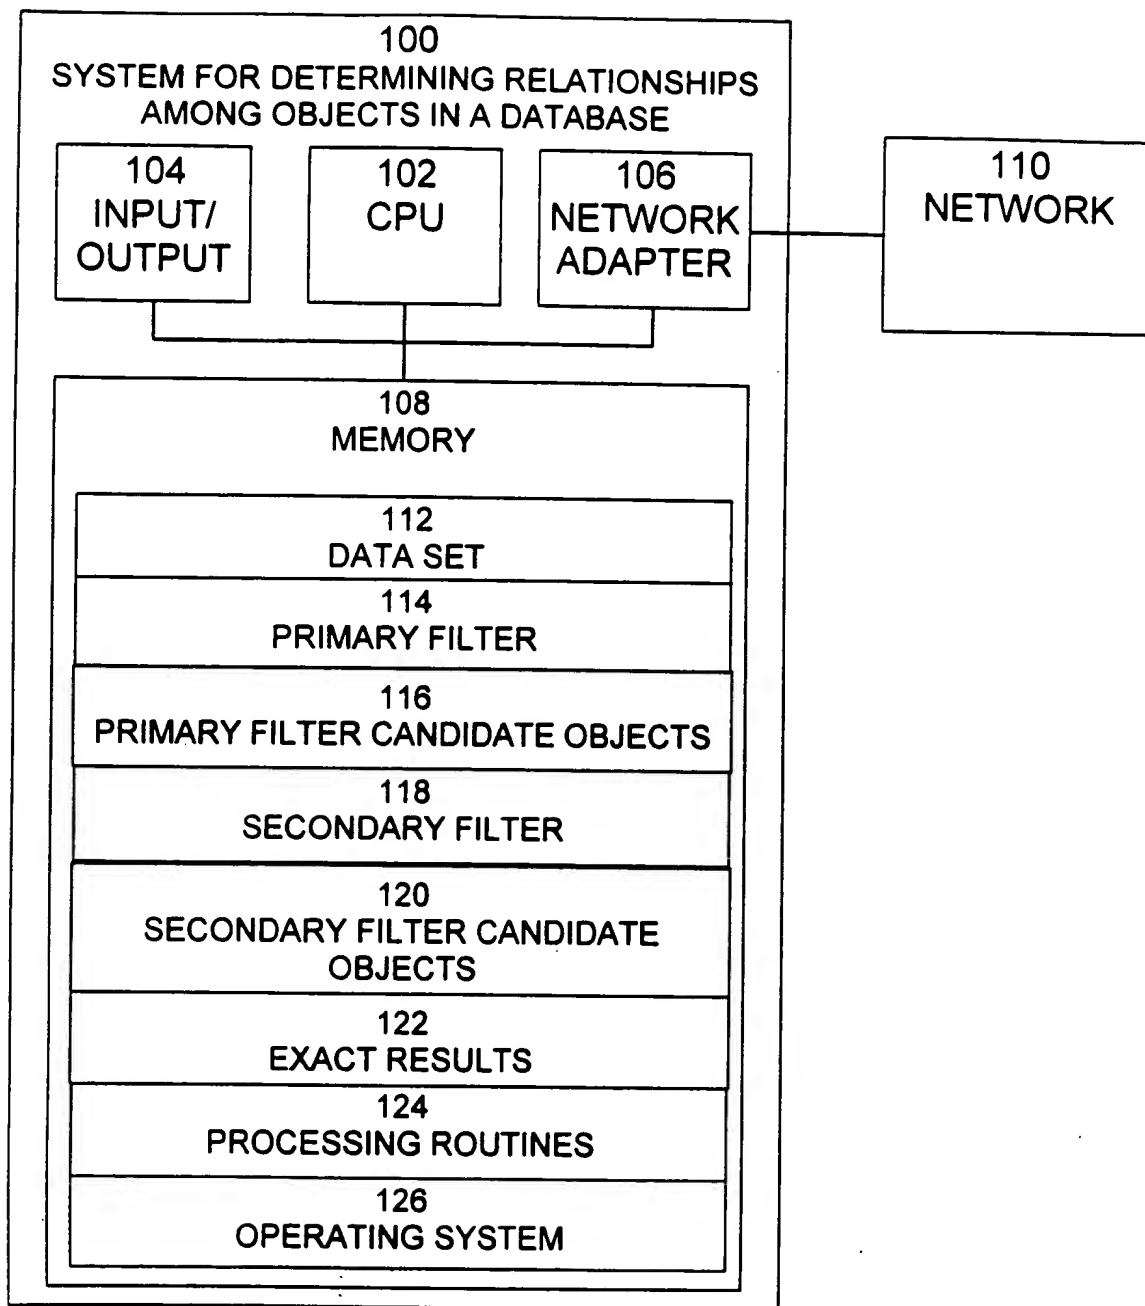 100
SYSTEM FOR DETERMINING RELATIONSHIPS
AMONG OBJECTS IN A DATABASE
104
INPUT/
OUTPUT
102
CPU
106
NETWORK
ADAPTER
110
NETWORK
108
MEMORY
112
DATA SET
114
PRIMARY FILTER
116
PRIMARY FILTER CANDIDATE OBJECTS
118
SECONDARY FILTER
120
SECONDARY FILTER CANDIDATE
OBJECTS
122
EXACT RESULTS
124
PROCESSING ROUTINES
126
OPERATING SYSTEM